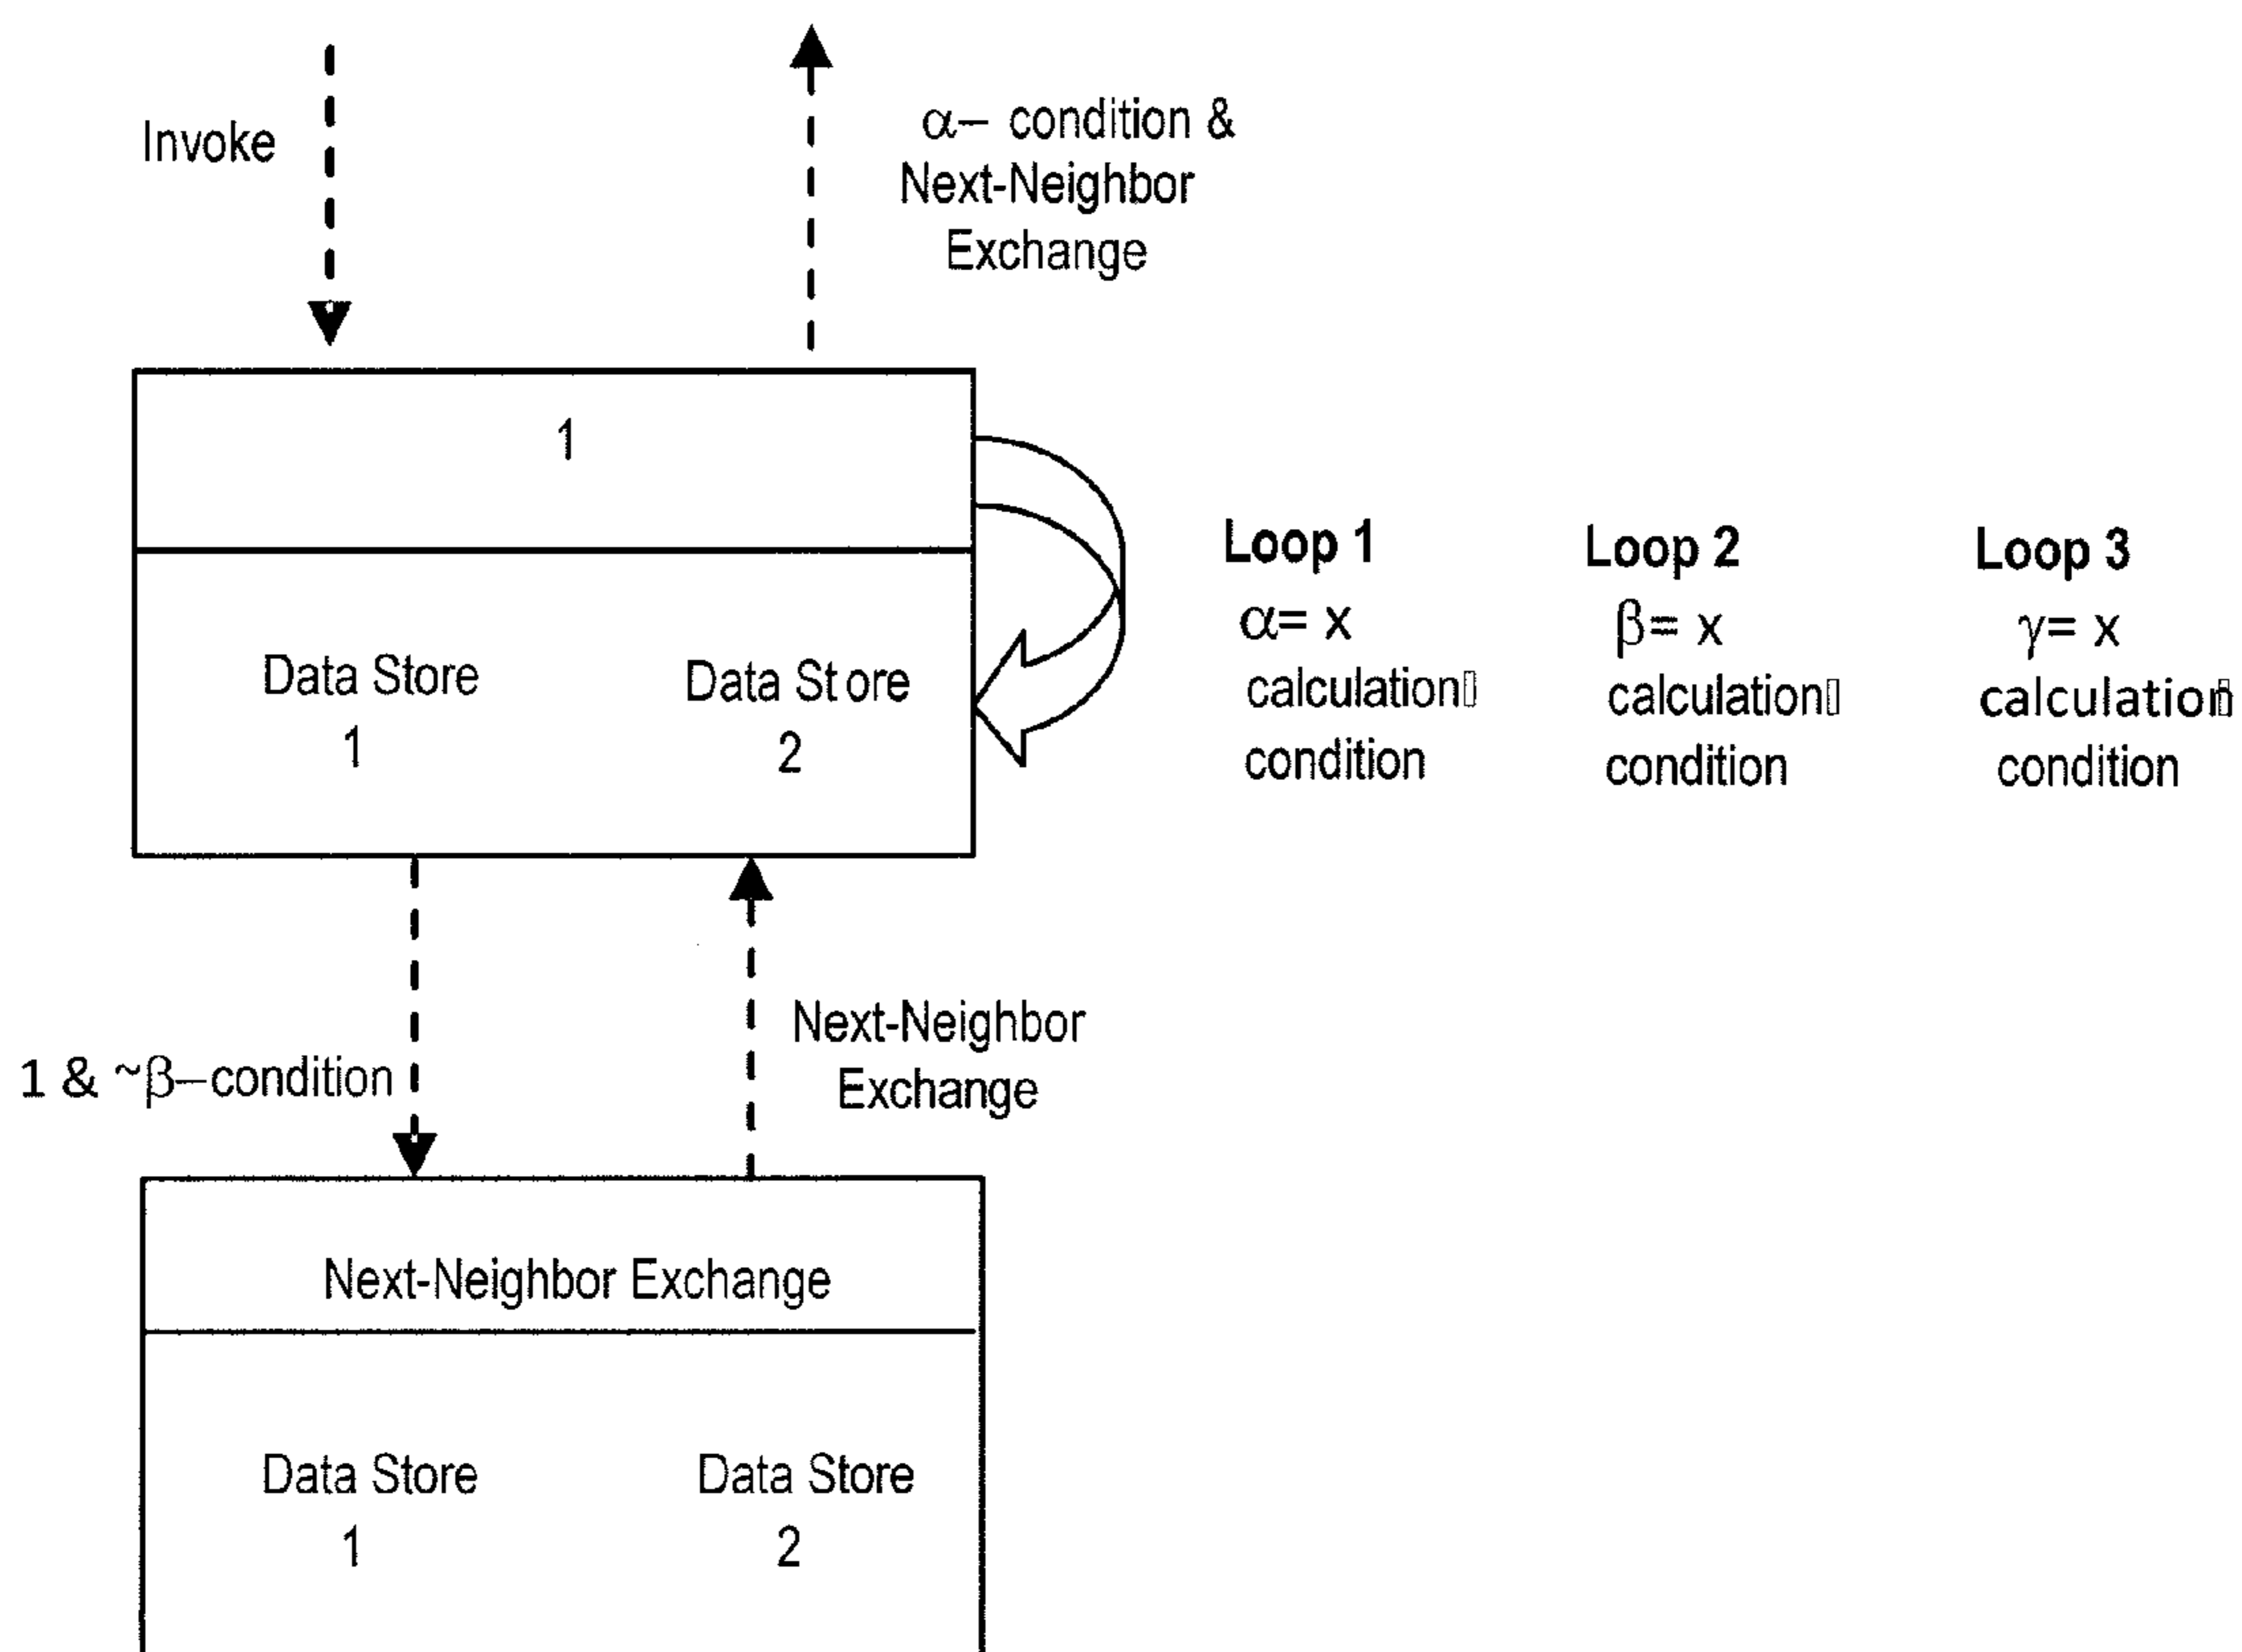 Invoke
α– condition &
Next-Neighbor
Exchange
1
Data Store
1
Data Store
2
Loop 1
α= x
calculation
condition
Loop 2
β= x
calculation
condition
Loop 3
γ= x
calculation
condition
1 & ~β–condition
Next-Neighbor
Exchange
Next-Neighbor Exchange
Data Store
1
Data Store
2